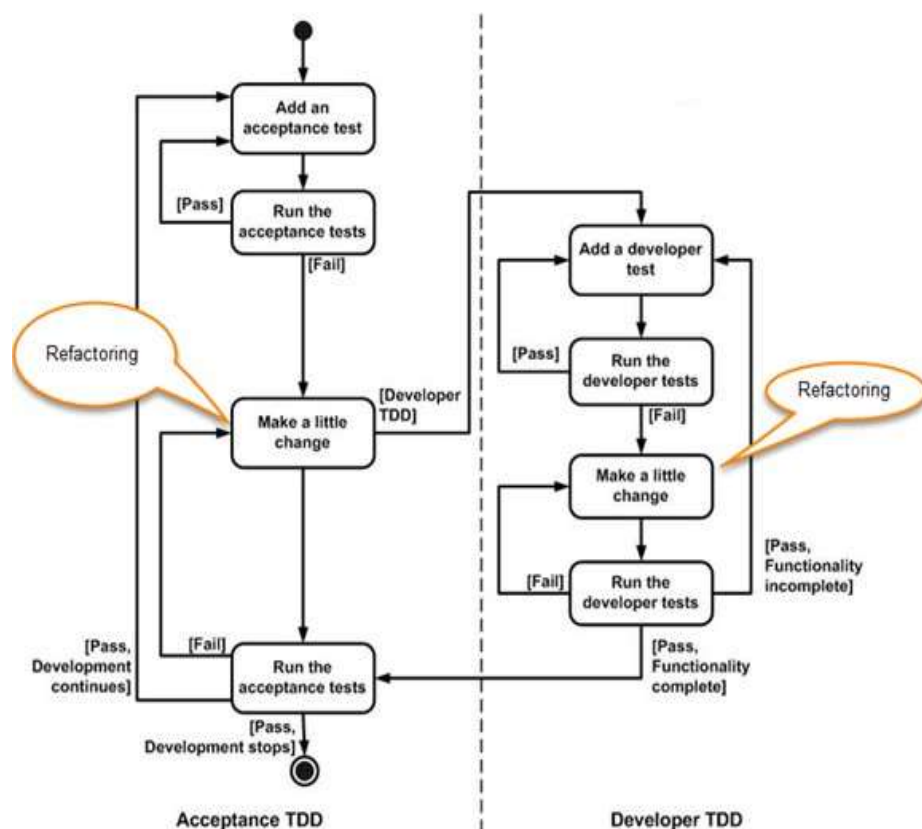 Add an
acceptance test
[Pass]
Run the
acceptance tests
[Fail]
Refactoring
Make a little
change
[Developer
TDD]
[Fail]
[Pass,
Development
continues]
Run the
acceptance tests
[Pass,
Development stops]
Acceptance TDD
Add a developer
test
[Pass]
Run the
developer tests
[Fail]
Refactoring
Make a little
change
[Fail]
Run the
developer tests
[Pass,
Functionality
incomplete]
[Pass,
Functionality
complete]
Developer TDD